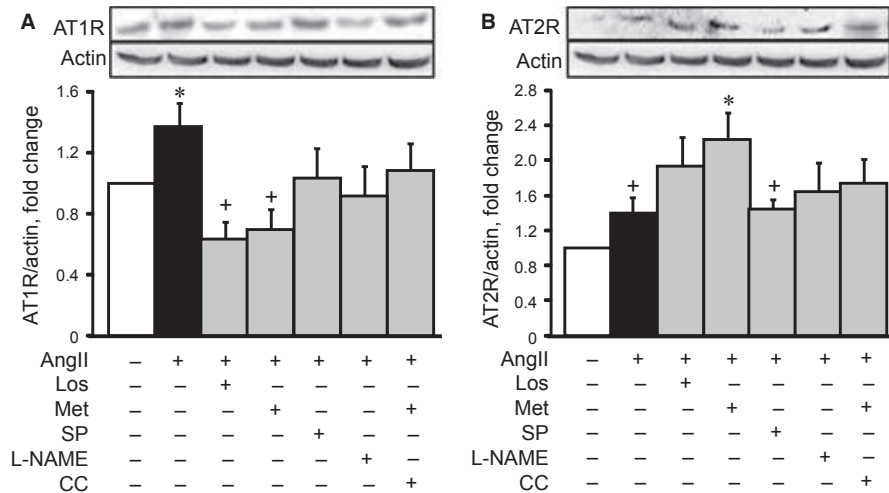 A
AT1R
Actin
AT1R/actin, fold change
1.6
1.2
0.8
0.4
0
*
+
+
AngII – + + + + + +
Los – – + – – – –
Met – – – + – – +
SP – – – – + – –
L-NAME – – – – – + –
CC – – – – – – +
B
AT2R
Actin
AT2R/actin, fold change
2.8
2.4
2.0
1.6
1.2
0.8
0.4
0
+
*
+
AngII – + + + + + +
Los – – + – – – –
Met – – – + – – +
SP – – – – + – –
L-NAME – – – – – + –
CC – – – – – – +